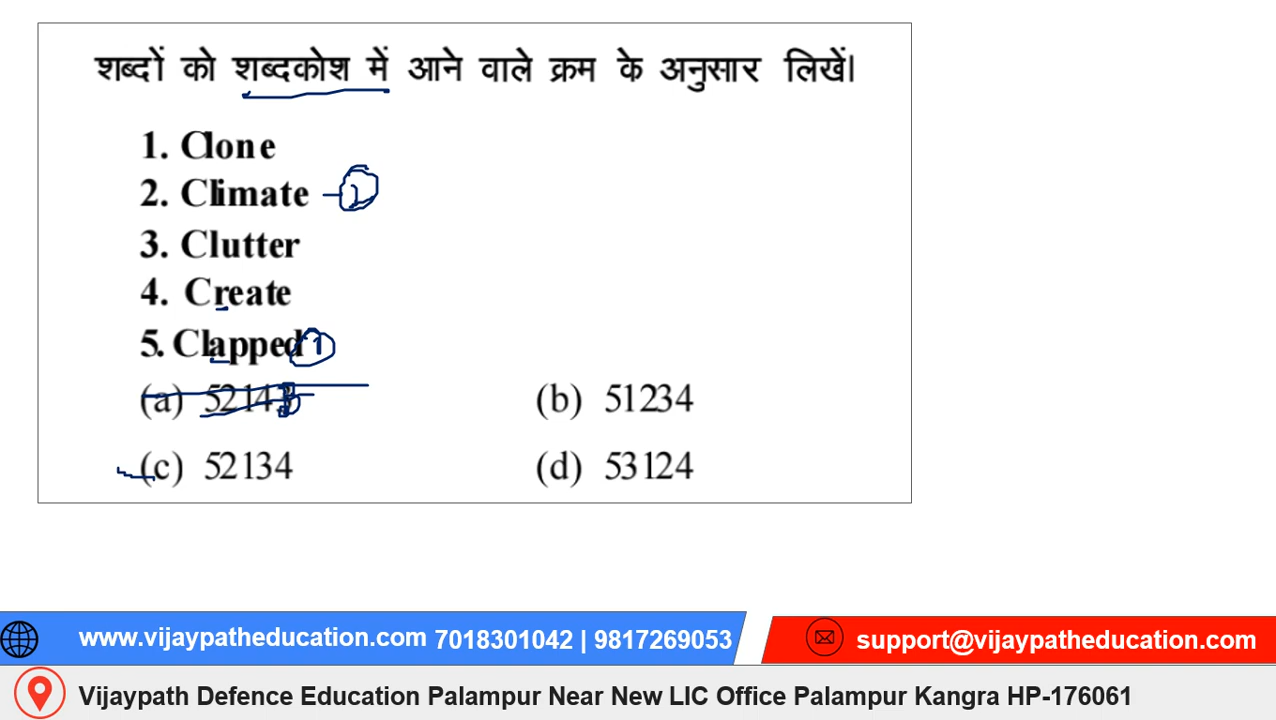 शब्दों को शब्दकोश में आने वाले क्रम के अनुसार लिखें।
1. Clone
2. Climate
3. Clutter
4. Create
5. Clapped 1
(a) 52143 (b) 51234
(c) 52134 (d) 53124
www.vijaypatheducation.com 7018301042 | 9817269053 support@vijaypatheducation.com
Vijaypath Defence Education Palampur Near New LIC Office Palampur Kangra HP-176061